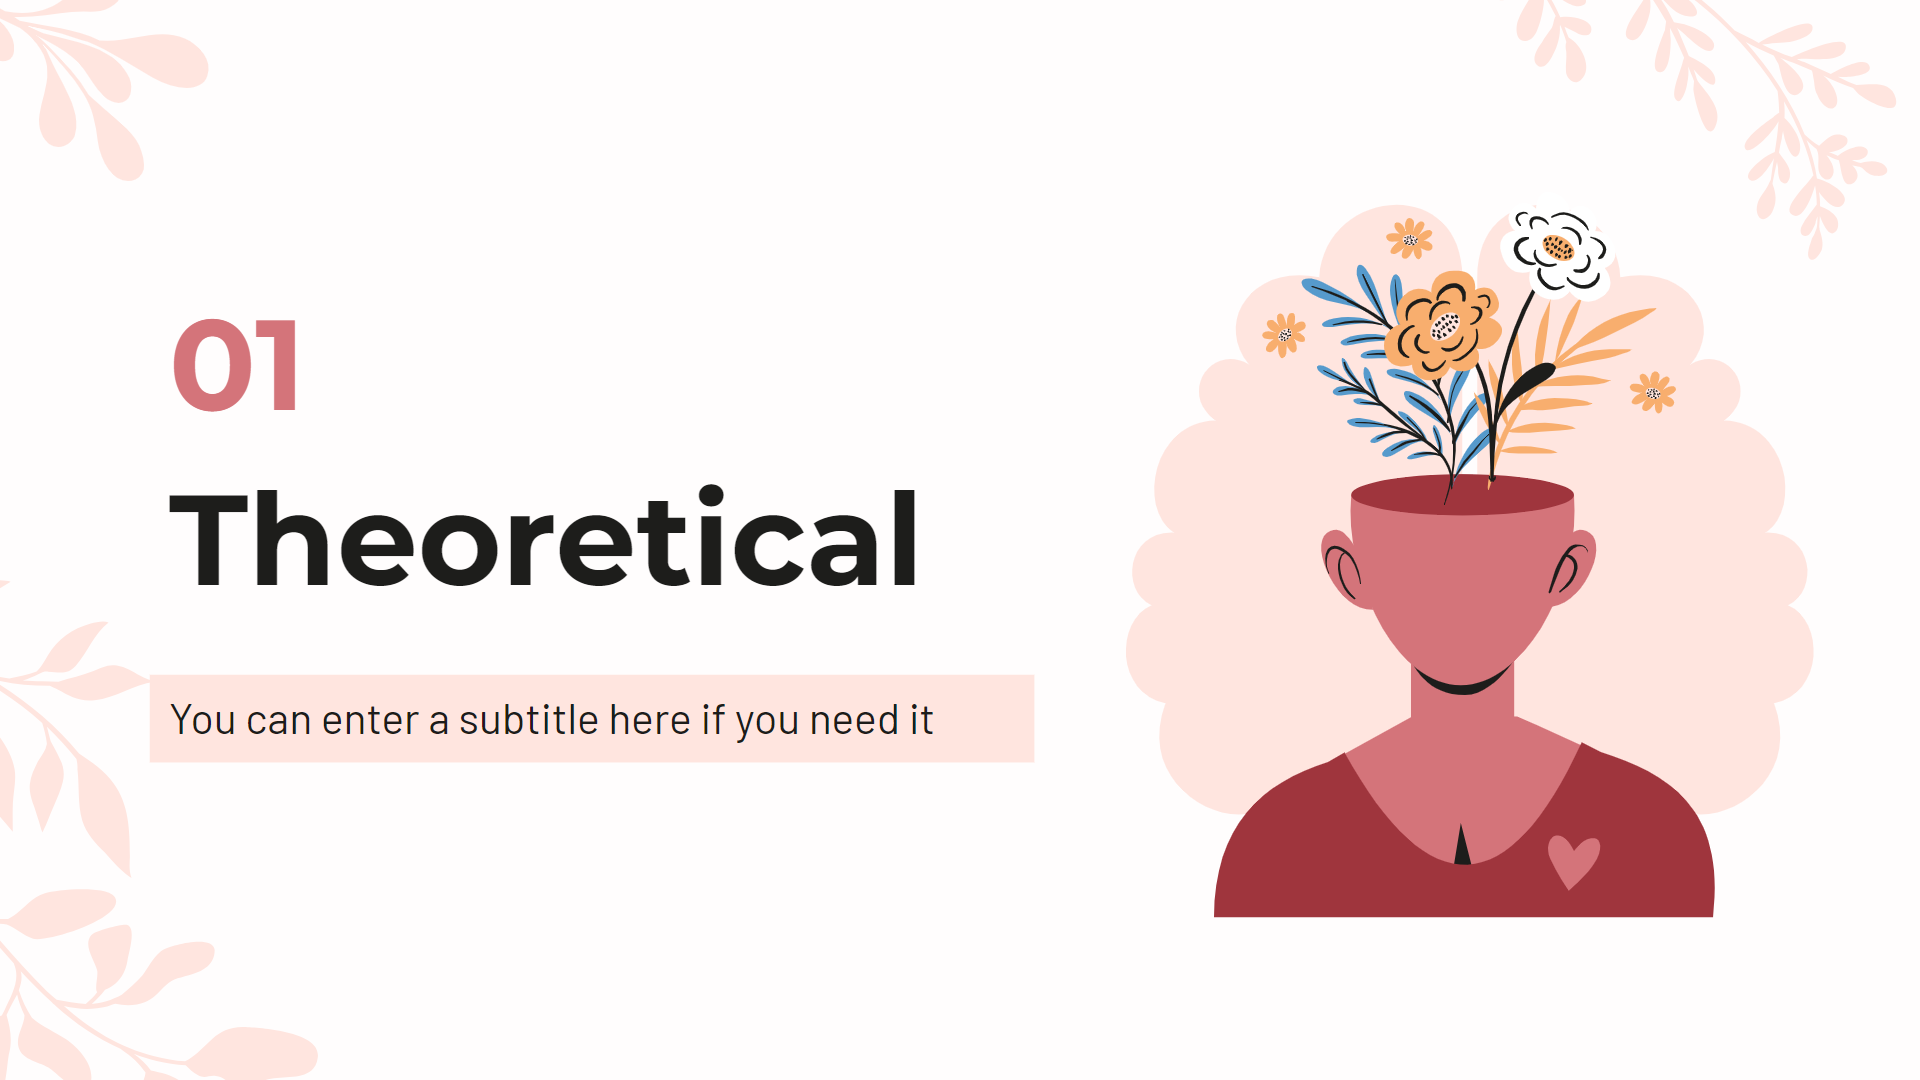 01
Theoretical
You can enter a subtitle here if you need it